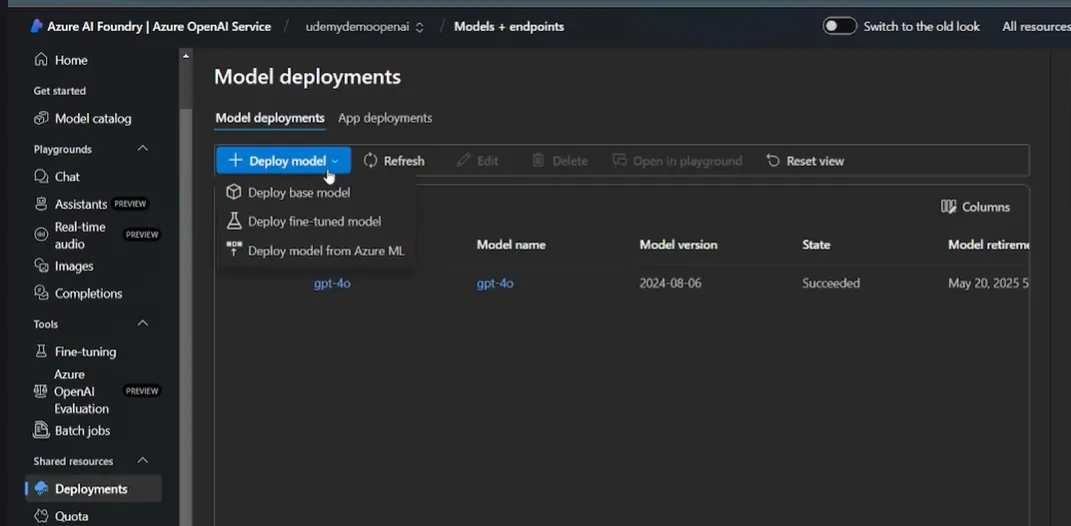 Azure AI Foundry | Azure OpenAI Service / udemydemoopenai / Models + endpoints Switch to the old look All resources
Home
Get started
Model catalog
Playgrounds
Chat
Assistants PREVIEW
Real-time audio PREVIEW
Images
Completions
Tools
Fine-tuning
Azure OpenAI Evaluation PREVIEW
Batch jobs
Shared resources
Deployments
Quota
Model deployments
Model deployments App deployments
Deploy model Refresh Edit Delete Open in playground Reset view
Deploy base model
Deploy fine-tuned model
Deploy model from Azure ML
Columns
Model name Model version State Model retireme
gpt-4o gpt-4o 2024-08-06 Succeeded May 20, 2025 5